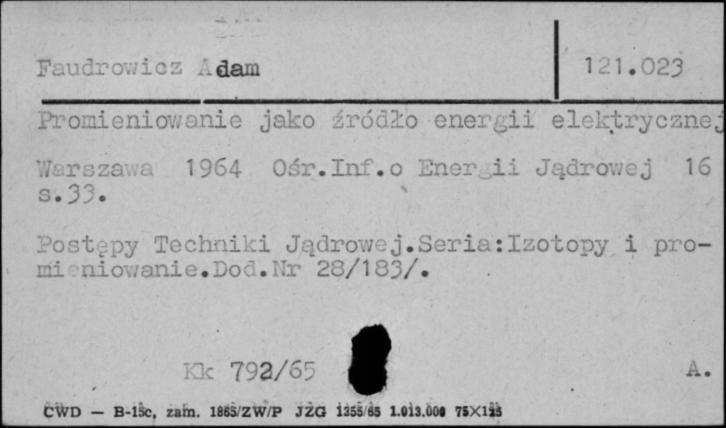 Faudrowicz Adam
121.023
Promieniowanie jako źródło energii elektrycznej
Warszawa 1964 Ośr.Inf.o Energii Jądrowej 16
s.33.
Postępy Techniki Jądrowej.Seria:Izotopy i pro-
mieniowanie.Dod.Nr 28/183/.
Kk 792/65
A.
CWD — B-15c, zam. 1865/ZW/P JZG 1355/65 1.013.000 75×125